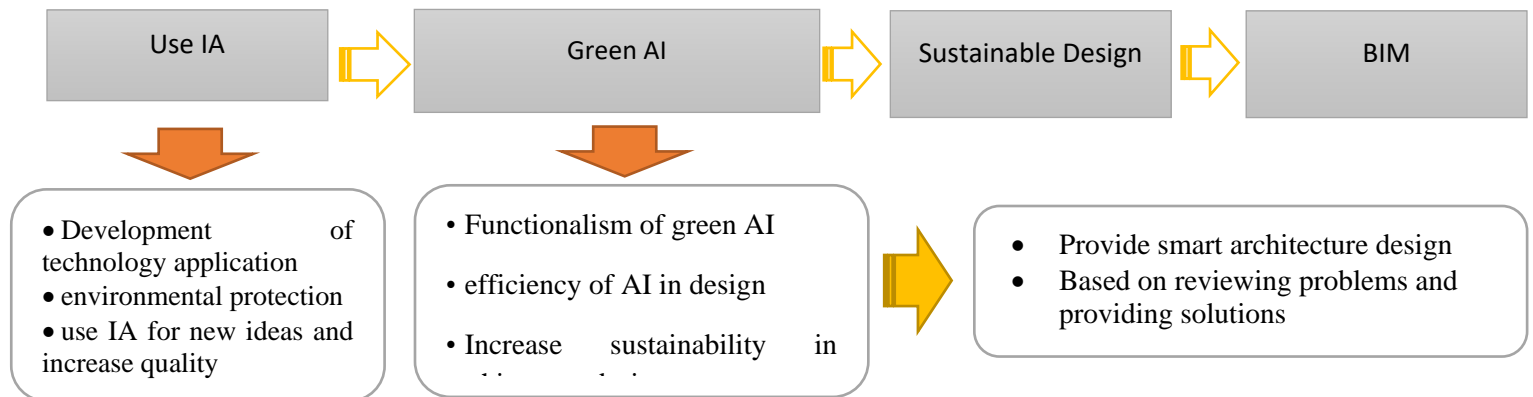 Use IA
Green AI
Sustainable Design
BIM
• Development of
technology application
• environmental protection
• use IA for new ideas and
increase quality
• Functionalism of green AI
• efficiency of AI in design
• Increase sustainability in
• Provide smart architecture design
• Based on reviewing problems and
providing solutions